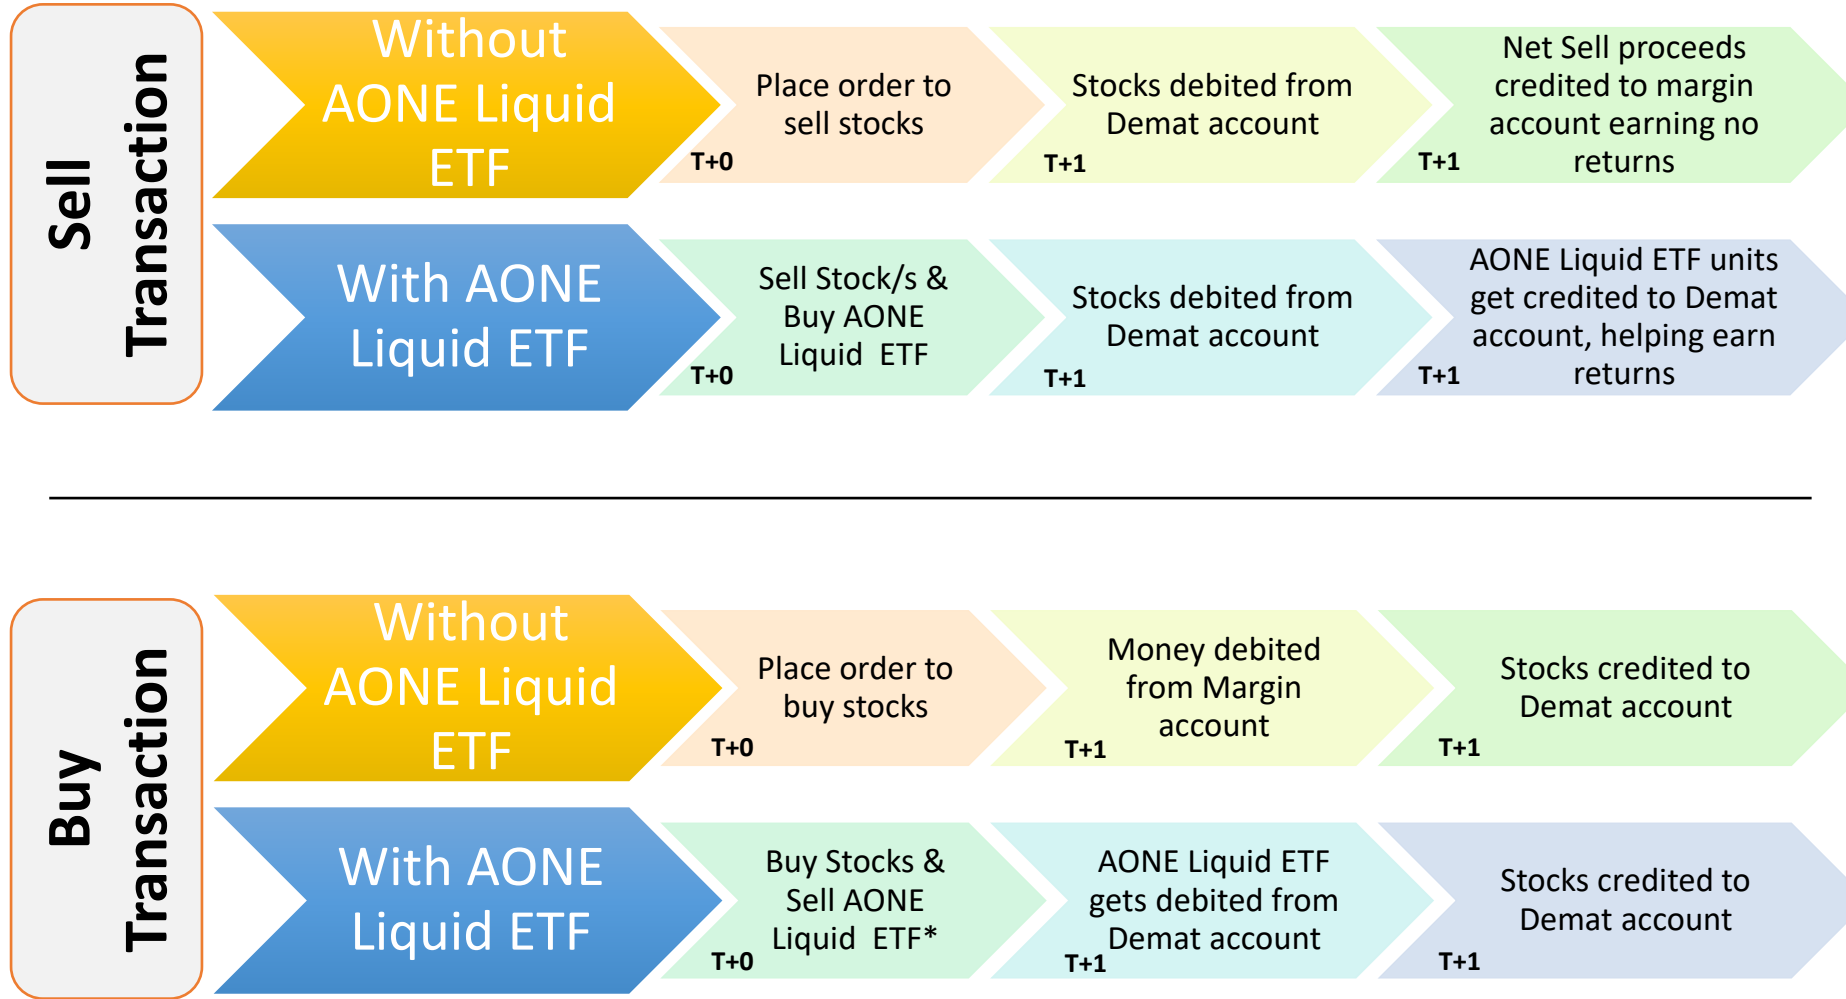 Sell
Transaction
Without
AONE Liquid
ETF
Place order to
sell stocks
T+0
Stocks debited from
Demat account
T+1
Net Sell proceeds
credited to margin
account earning no
returns
T+1
With AONE
Liquid ETF
Sell Stock/s &
Buy AONE
Liquid  ETF
T+0
Stocks debited from
Demat account
T+1
AONE Liquid ETF units
get credited to Demat
account, helping earn
returns
T+1
Buy
Transaction
Without
AONE Liquid
ETF
Place order to
buy stocks
T+0
Money debited
from Margin
account
T+1
Stocks credited to
Demat account
T+1
With AONE
Liquid ETF
Buy Stocks &
Sell AONE
Liquid  ETF*
T+0
AONE Liquid ETF
gets debited from
Demat account
T+1
Stocks credited to
Demat account
T+1